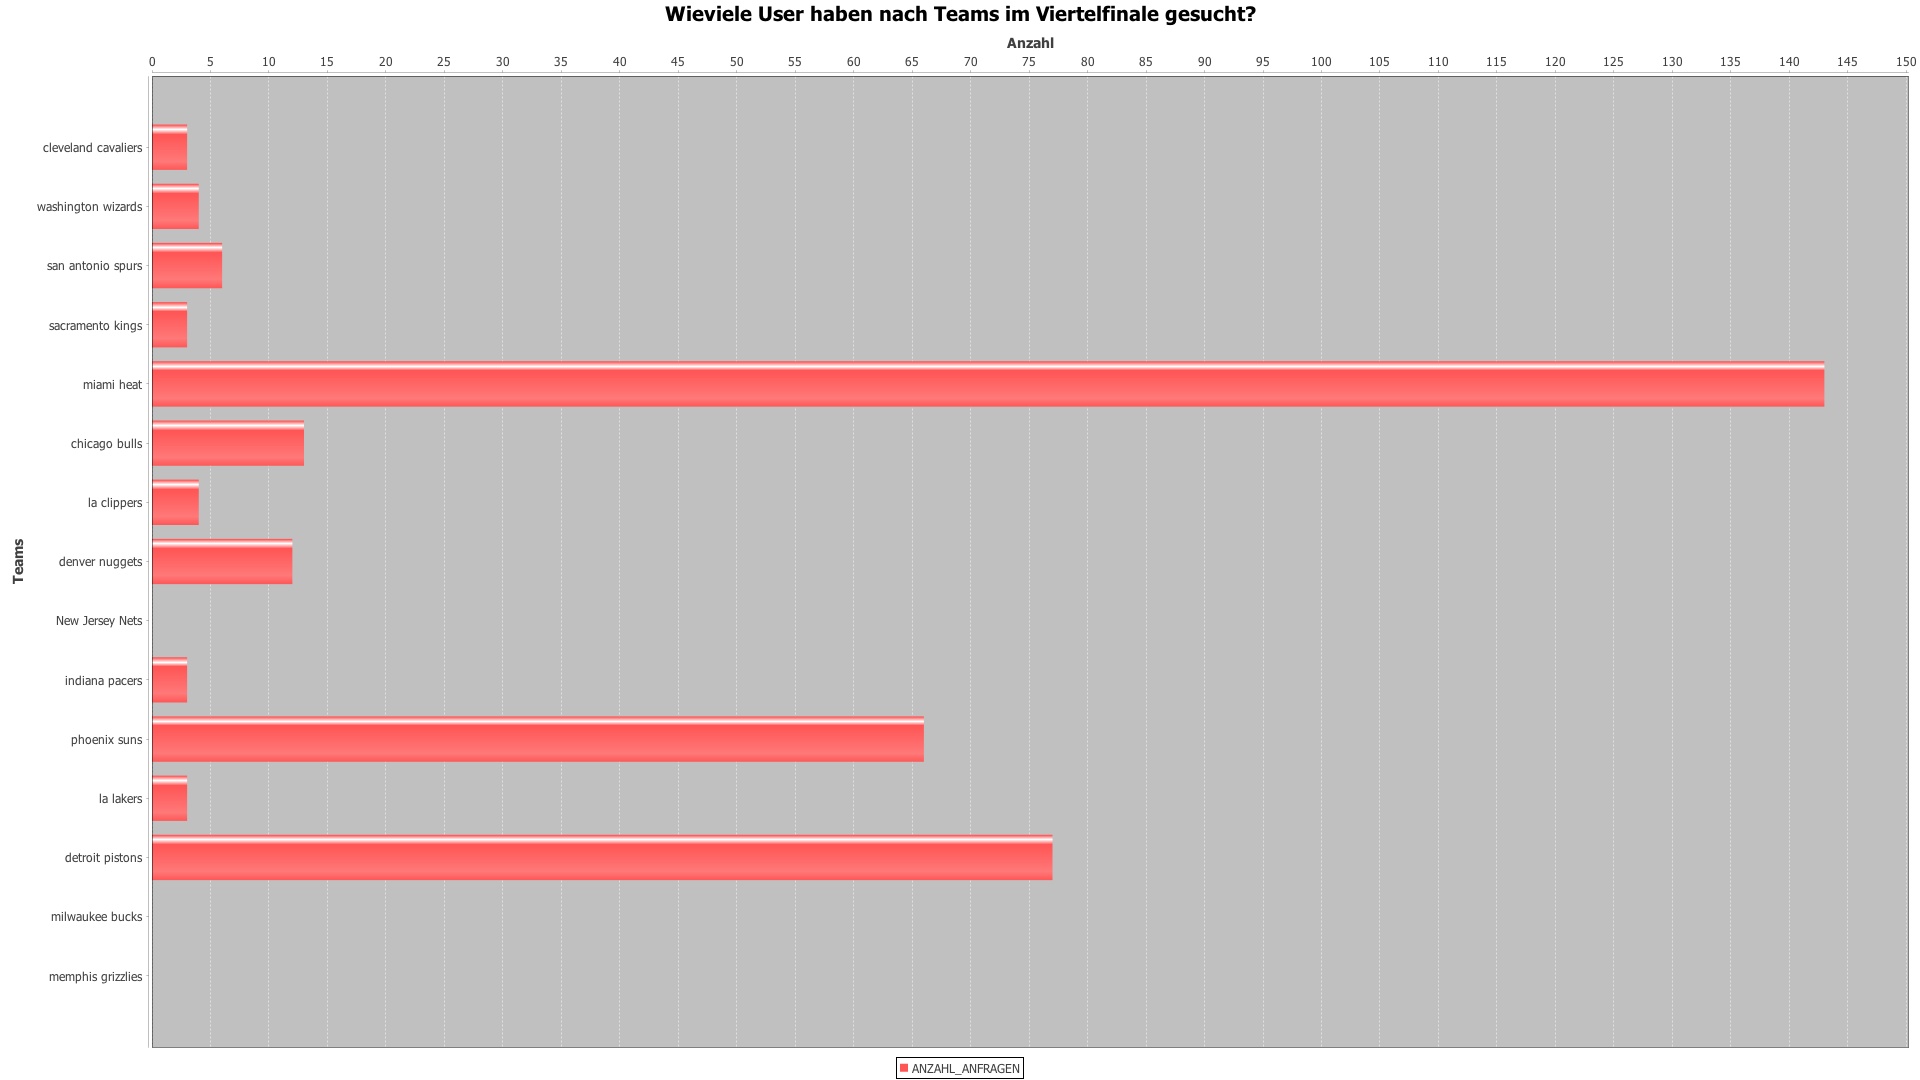 Wieviele User haben nach Teams im Viertelfinale gesucht?
Anzahl
0 5 10 15 20 25 30 35 40 45 50 55 60 65 70 75 80 85 90 95 100 105 110 115 120 125 130 135 140 145 150
cleveland cavaliers
washington wizards
san antonio spurs
sacramento kings
miami heat
chicago bulls
la clippers
denver nuggets
Teams
New Jersey Nets
indiana pacers
phoenix suns
la lakers
detroit pistons
milwaukee bucks
memphis grizzlies
ANZAHL_ANFRAGEN